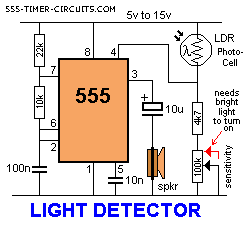 555-TIMER-CIRCUITS.COM
5v to 15v
22k
7
8
4
LDR
Photo-
Cell
3
10k
555
10u
needs
bright
light to
turn
on
6
2
4k7
100k
sensitivity
1
5
100n
10n
spkr
LIGHT DETECTOR